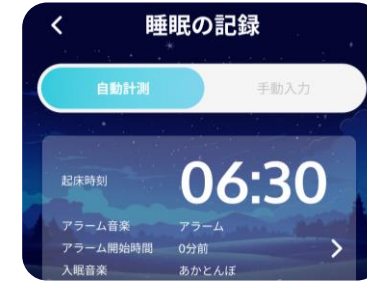 睡眠の記録
自動計測 手動入力
起床時刻 06:30
アラーム音楽 アラーム
アラーム開始時間 0分前
入眠音楽 あかとんぼ